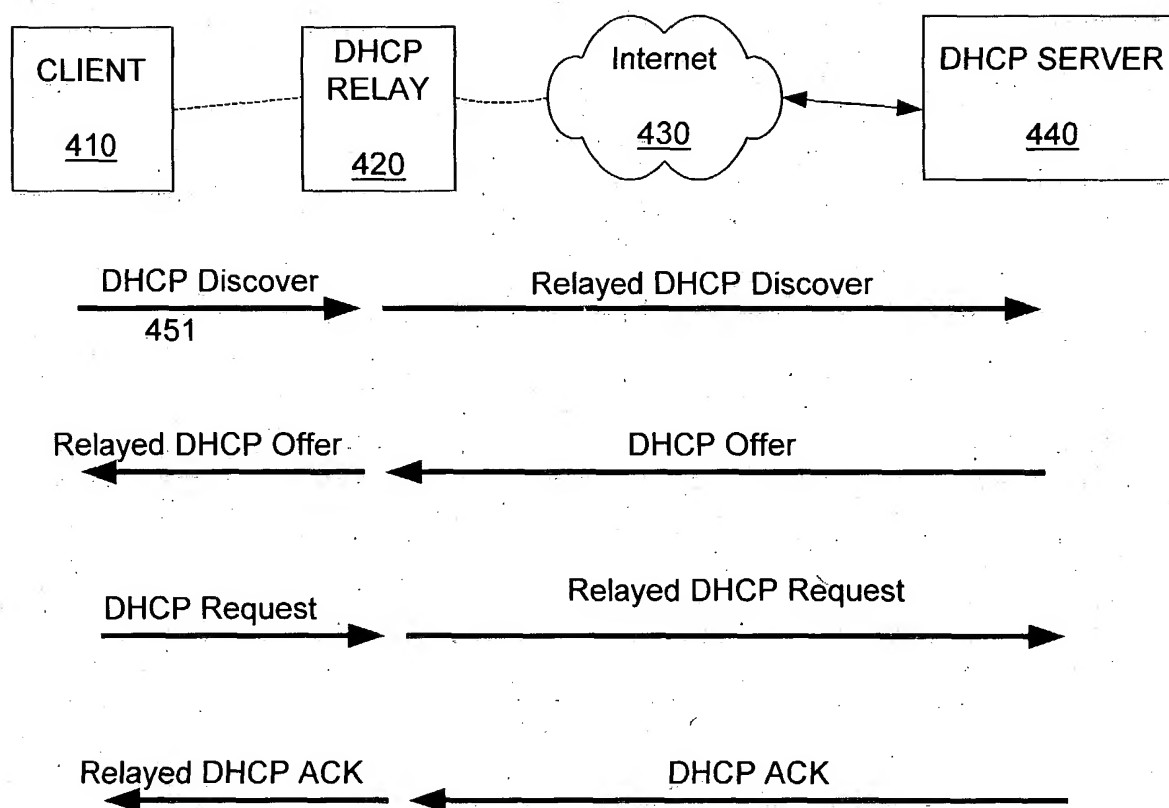 CLIENT
410
DHCP
RELAY
420
Internet
430
DHCP SERVER
440
DHCP Discover
451
Relayed DHCP Discover
Relayed DHCP Offer
DHCP Offer
DHCP Request
Relayed DHCP Request
Relayed DHCP ACK
DHCP ACK